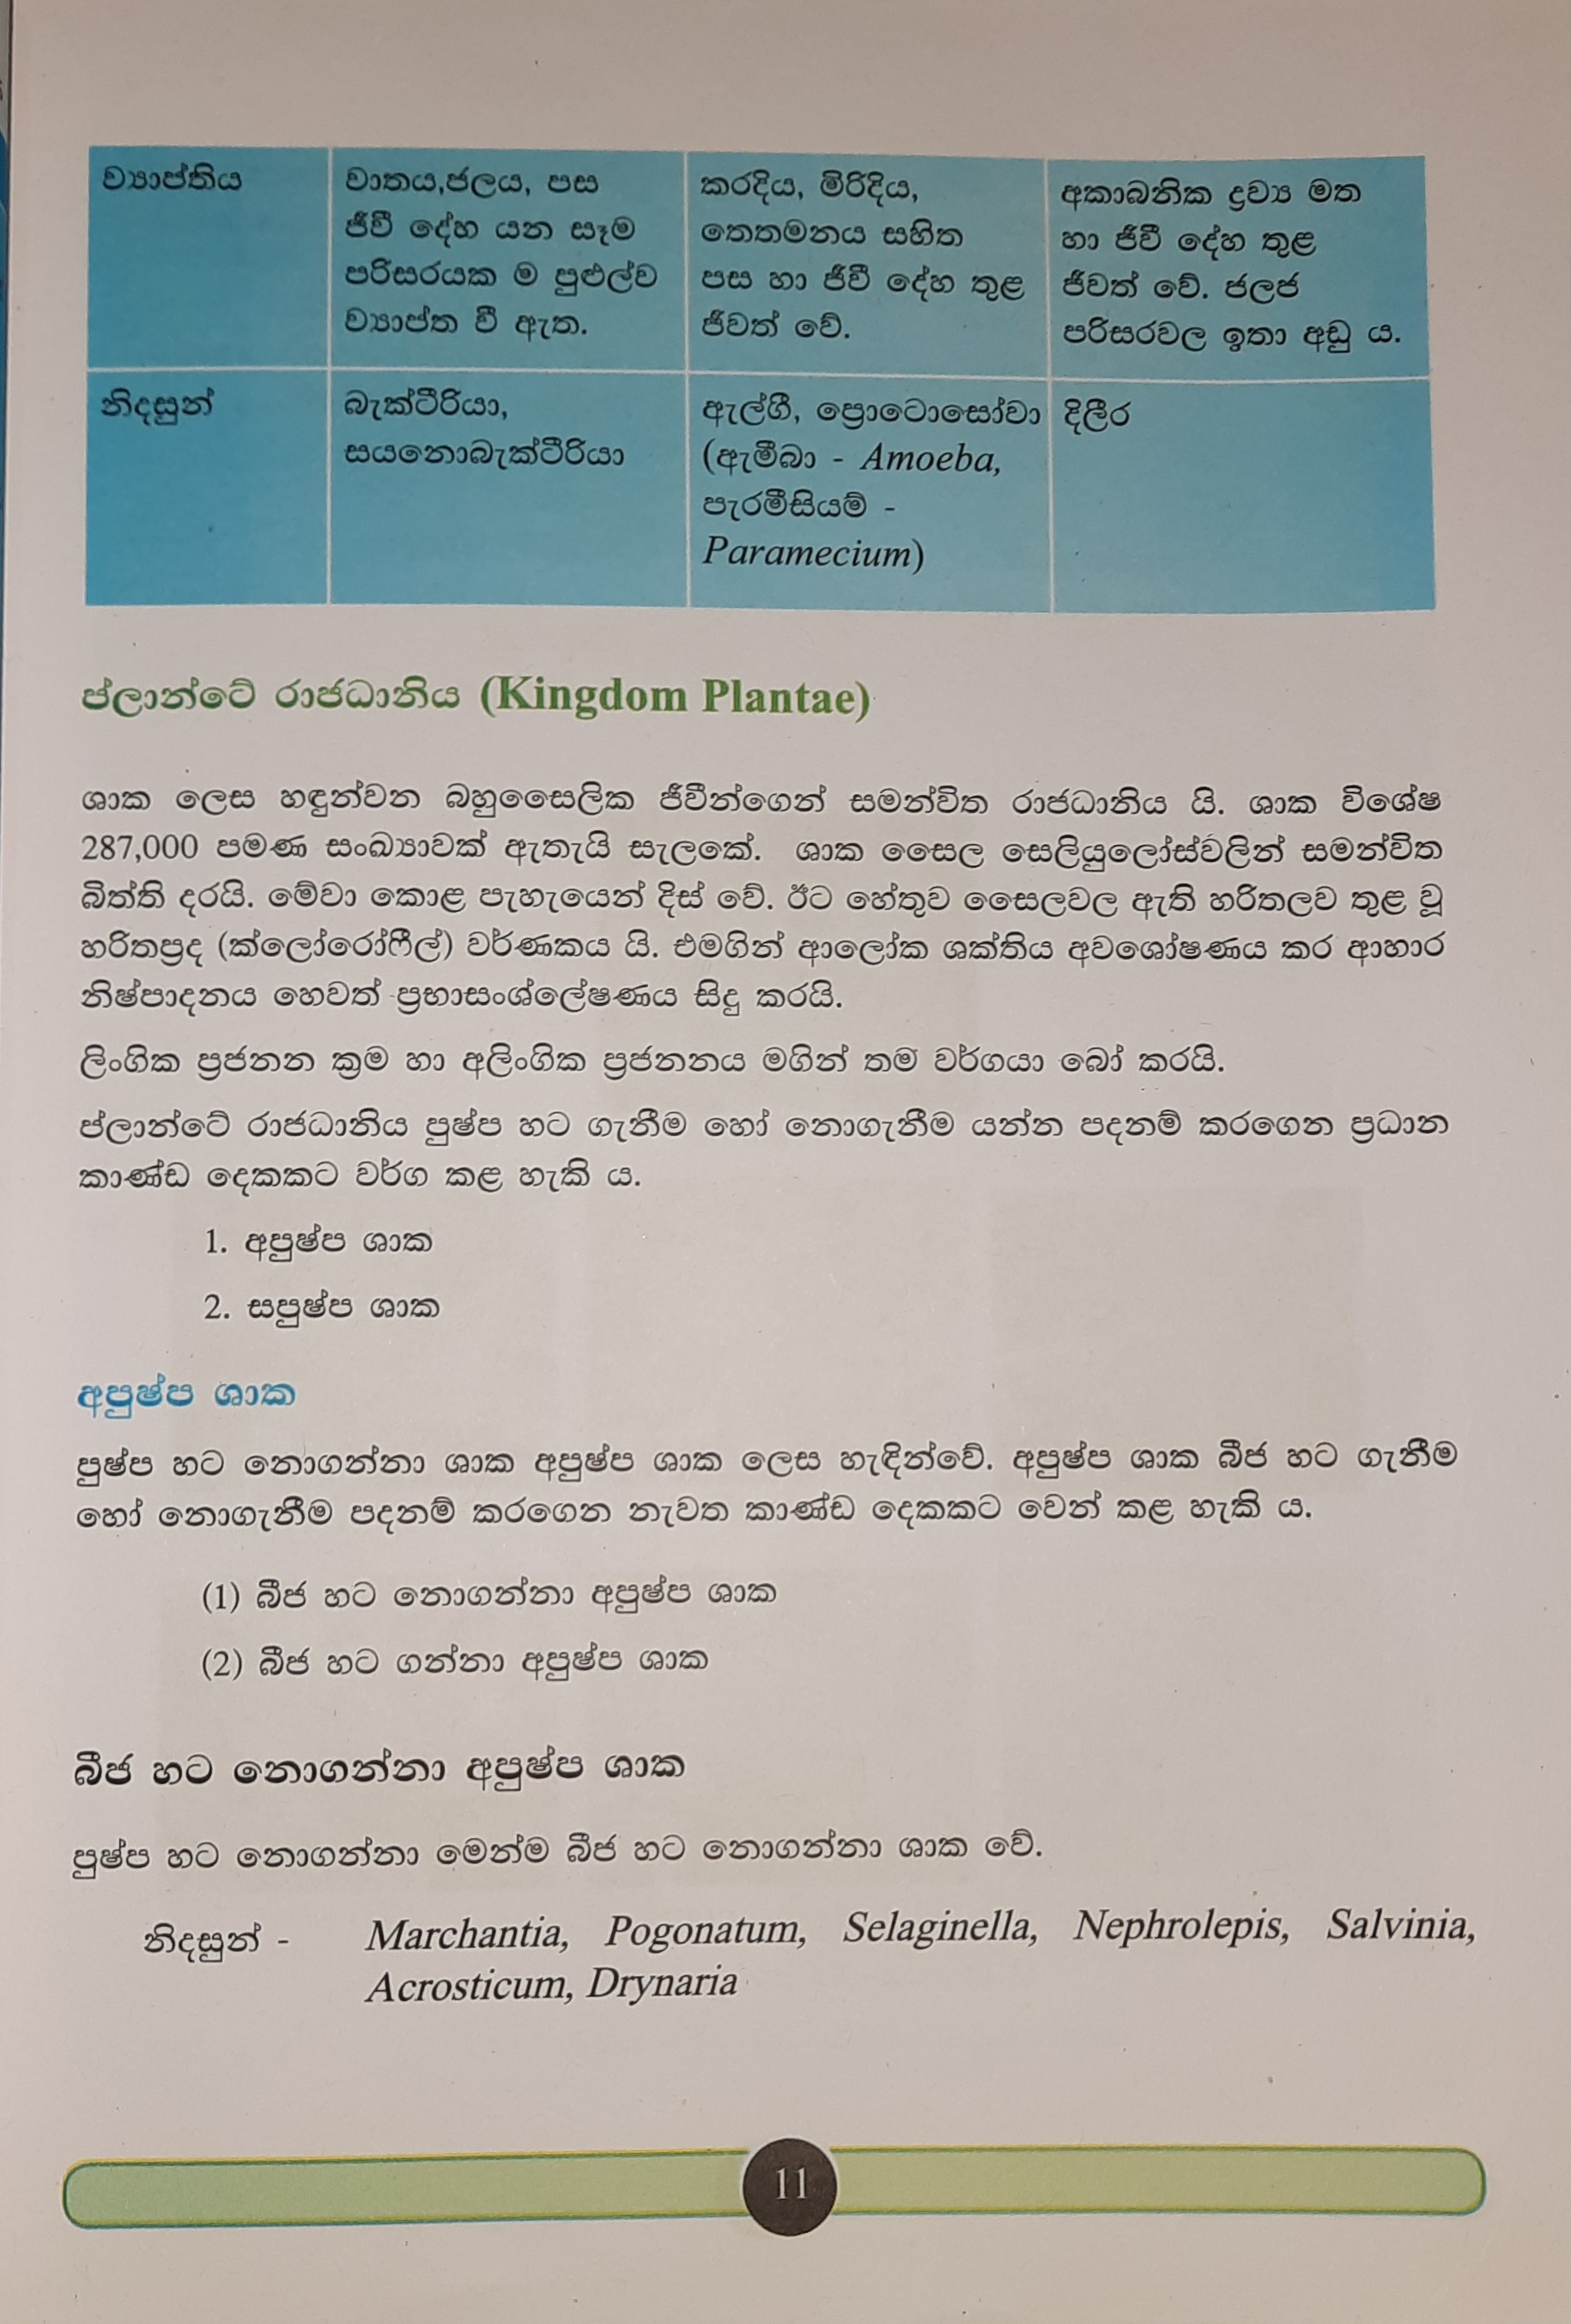 ව්‍යාප්තිය
වාතය,ජලය, පස
ජීවී දේහ යන සෑම
පරිසරයක ම පුළුල්ව
ව්‍යාප්ත වී ඇත.
කරදිය, මිරිදිය,
තෙතමනය සහිත
පස හා ජීවී දේහ තුළ
ජීවත් වේ.
අකාබනික ද්‍රව්‍ය මත
හා ජීවී දේහ තුළ
ජීවත් වේ. ජලජ
පරිසරවල ඉතා අඩු ය.
නිදසුන්
බැක්ටීරියා,
සයනොබැක්ටීරියා
ඇල්ගී, ප්‍රොටොසෝවා
(ඇමීබා - Amoeba,
පැරමීසියම් -
Paramecium)
දිලීර
ප්ලාන්ටේ රාජධානිය (Kingdom Plantae)
ශාක ලෙස හඳුන්වන බහුසෛලික ජීවීන්ගෙන් සමන්විත රාජධානිය යි. ශාක විශේෂ
287,000 පමණ සංඛ්‍යාවක් ඇතැයි සැලකේ. ශාක සෛල සෙලියුලෝස්වලින් සමන්විත
බිත්ති දරයි. මේවා කොළ පැහැයෙන් දිස් වේ. ඊට හේතුව සෛලවල ඇති හරිතලව තුළ වූ
හරිතප්‍රද (ක්ලෝරෝෆීල්) වර්ණකය යි. එමගින් ආලෝක ශක්තිය අවශෝෂණය කර ආහාර
නිෂ්පාදනය හෙවත් ප්‍රභාසංශ්ලේෂණය සිදු කරයි.
ලිංගික ප්‍රජනන ක්‍රම හා අලිංගික ප්‍රජනනය මගින් තම වර්ගයා බෝ කරයි.
ප්ලාන්ටේ රාජධානිය පුෂ්ප හට ගැනීම හෝ නොගැනීම යන්න පදනම් කරගෙන ප්‍රධාන
කාණ්ඩ දෙකකට වර්ග කළ හැකි ය.
1. අපුෂ්ප ශාක
2. සපුෂ්ප ශාක
අපුෂ්ප ශාක
පුෂ්ප හට නොගන්නා ශාක අපුෂ්ප ශාක ලෙස හැඳින්වේ. අපුෂ්ප ශාක බීජ හට ගැනීම
හෝ නොගැනීම පදනම් කරගෙන නැවත කාණ්ඩ දෙකකට වෙන් කළ හැකි ය.
(1) බීජ හට නොගන්නා අපුෂ්ප ශාක
(2) බීජ හට ගන්නා අපුෂ්ප ශාක
බීජ හට නොගන්නා අපුෂ්ප ශාක
පුෂ්ප හට නොගන්නා මෙන්ම බීජ හට නොගන්නා ශාක වේ.
නිදසුන් - Marchantia, Pogonatum, Selaginella, Nephrolepis, Salvinia,
Acrosticum, Drynaria
11